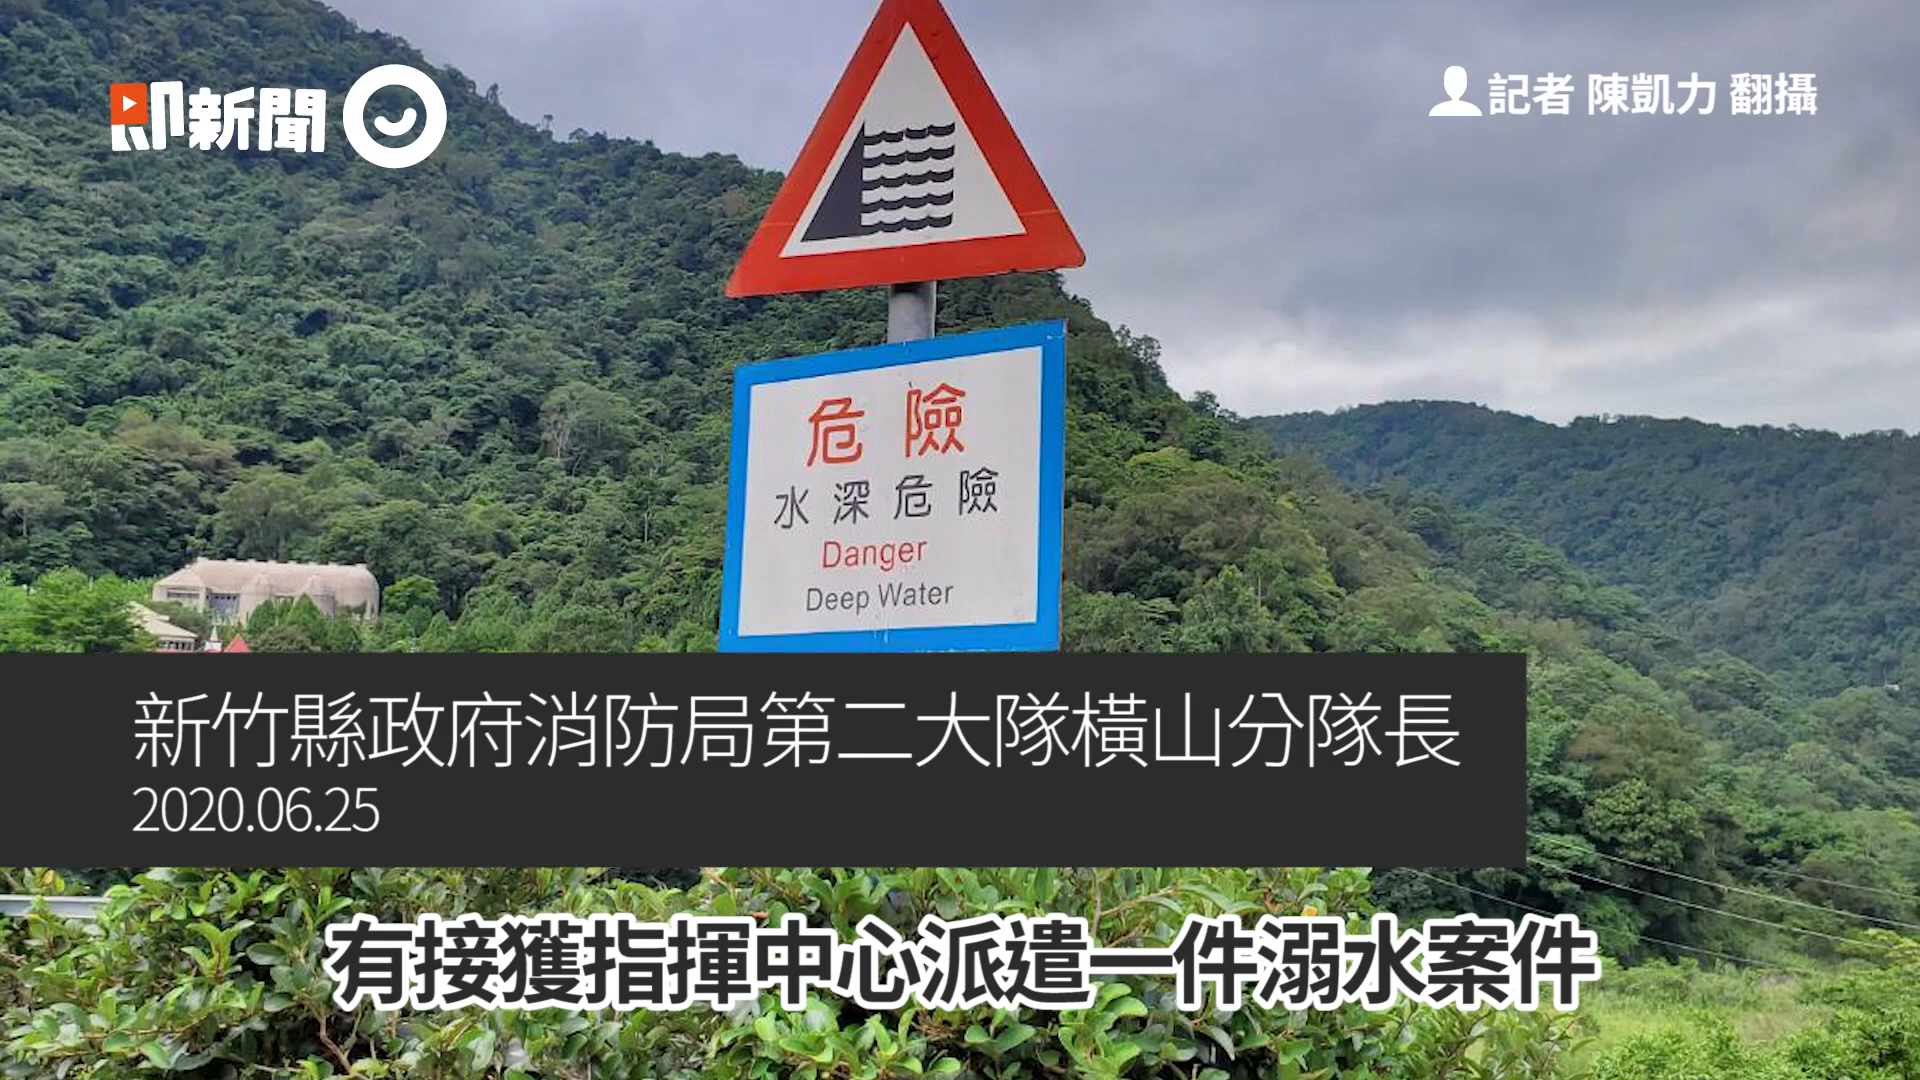 即新聞
記者 陳凱力 翻攝
危險
水深危險
Danger
Deep Water
新竹縣政府消防局第二大隊橫山分隊長
2020.06.25
有接獲指揮中心派遣一件溺水案件